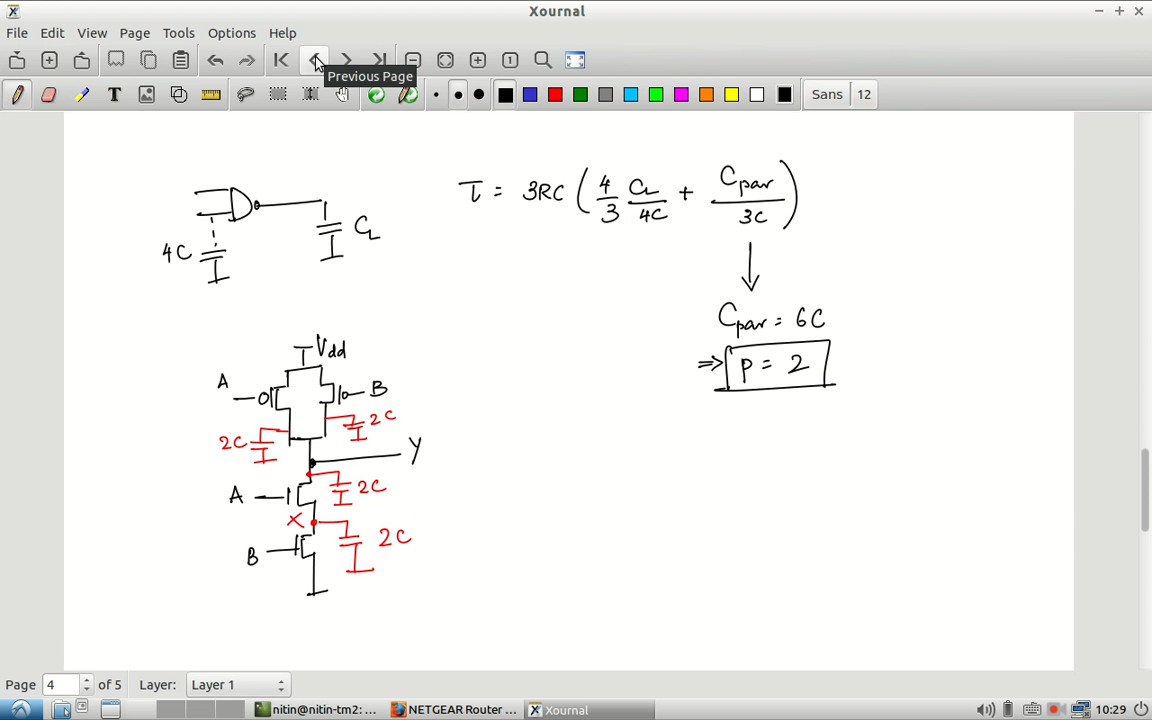 Xournal
File Edit View Page Tools Options Help
Previous Page
Sans 12
4C
C_L
τ = 3RC ( 4/3 C_L/4C + Cpar/3C )
Cpar = 6C
⇒ p = 2
Vdd
A B
2C 2C
Y
A 2C
X 2C
B
Page 4 of 5 Layer: Layer 1
nitin@nitin-tm2: ... NETGEAR Router ... Xournal 10:29